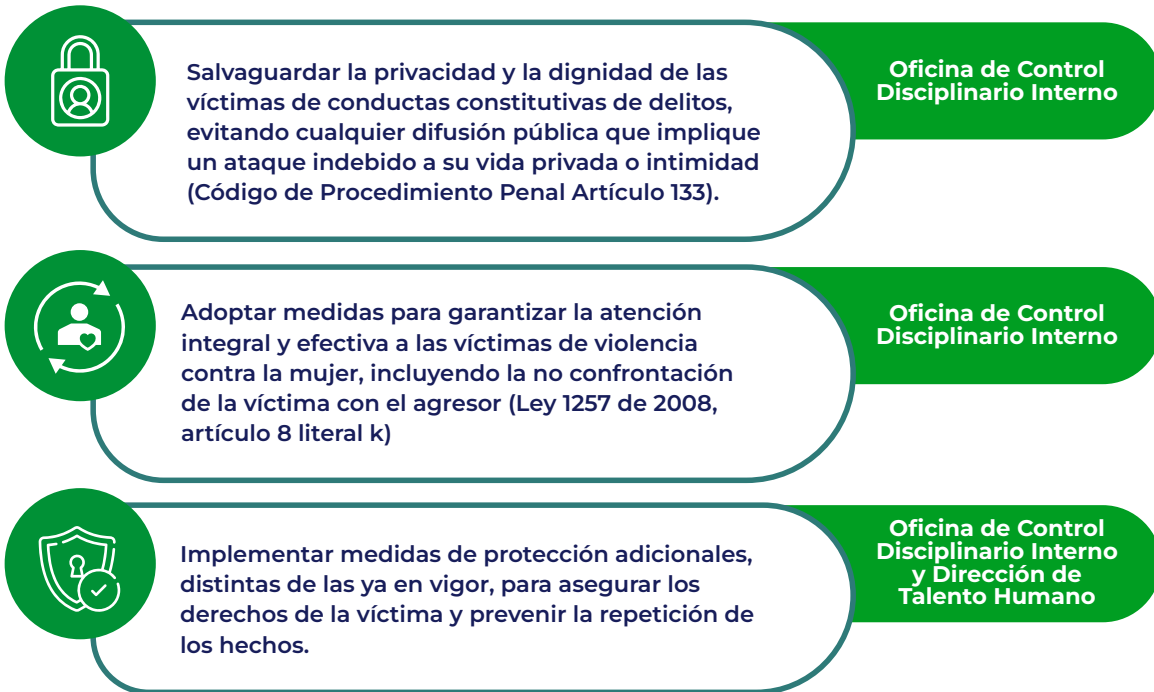 Salvaguardar la privacidad y la dignidad de las
víctimas de conductas constitutivas de delitos,
evitando cualquier difusión pública que implique
un ataque indebido a su vida privada o intimidad
(Código de Procedimiento Penal Artículo 133).
Oficina de Control
Disciplinario Interno
Adoptar medidas para garantizar la atención
integral y efectiva a las víctimas de violencia
contra la mujer, incluyendo la no confrontación
de la víctima con el agresor (Ley 1257 de 2008,
artículo 8 literal k)
Oficina de Control
Disciplinario Interno
Implementar medidas de protección adicionales,
distintas de las ya en vigor, para asegurar los
derechos de la víctima y prevenir la repetición de
los hechos.
Oficina de Control
Disciplinario Interno
y Dirección de
Talento Humano